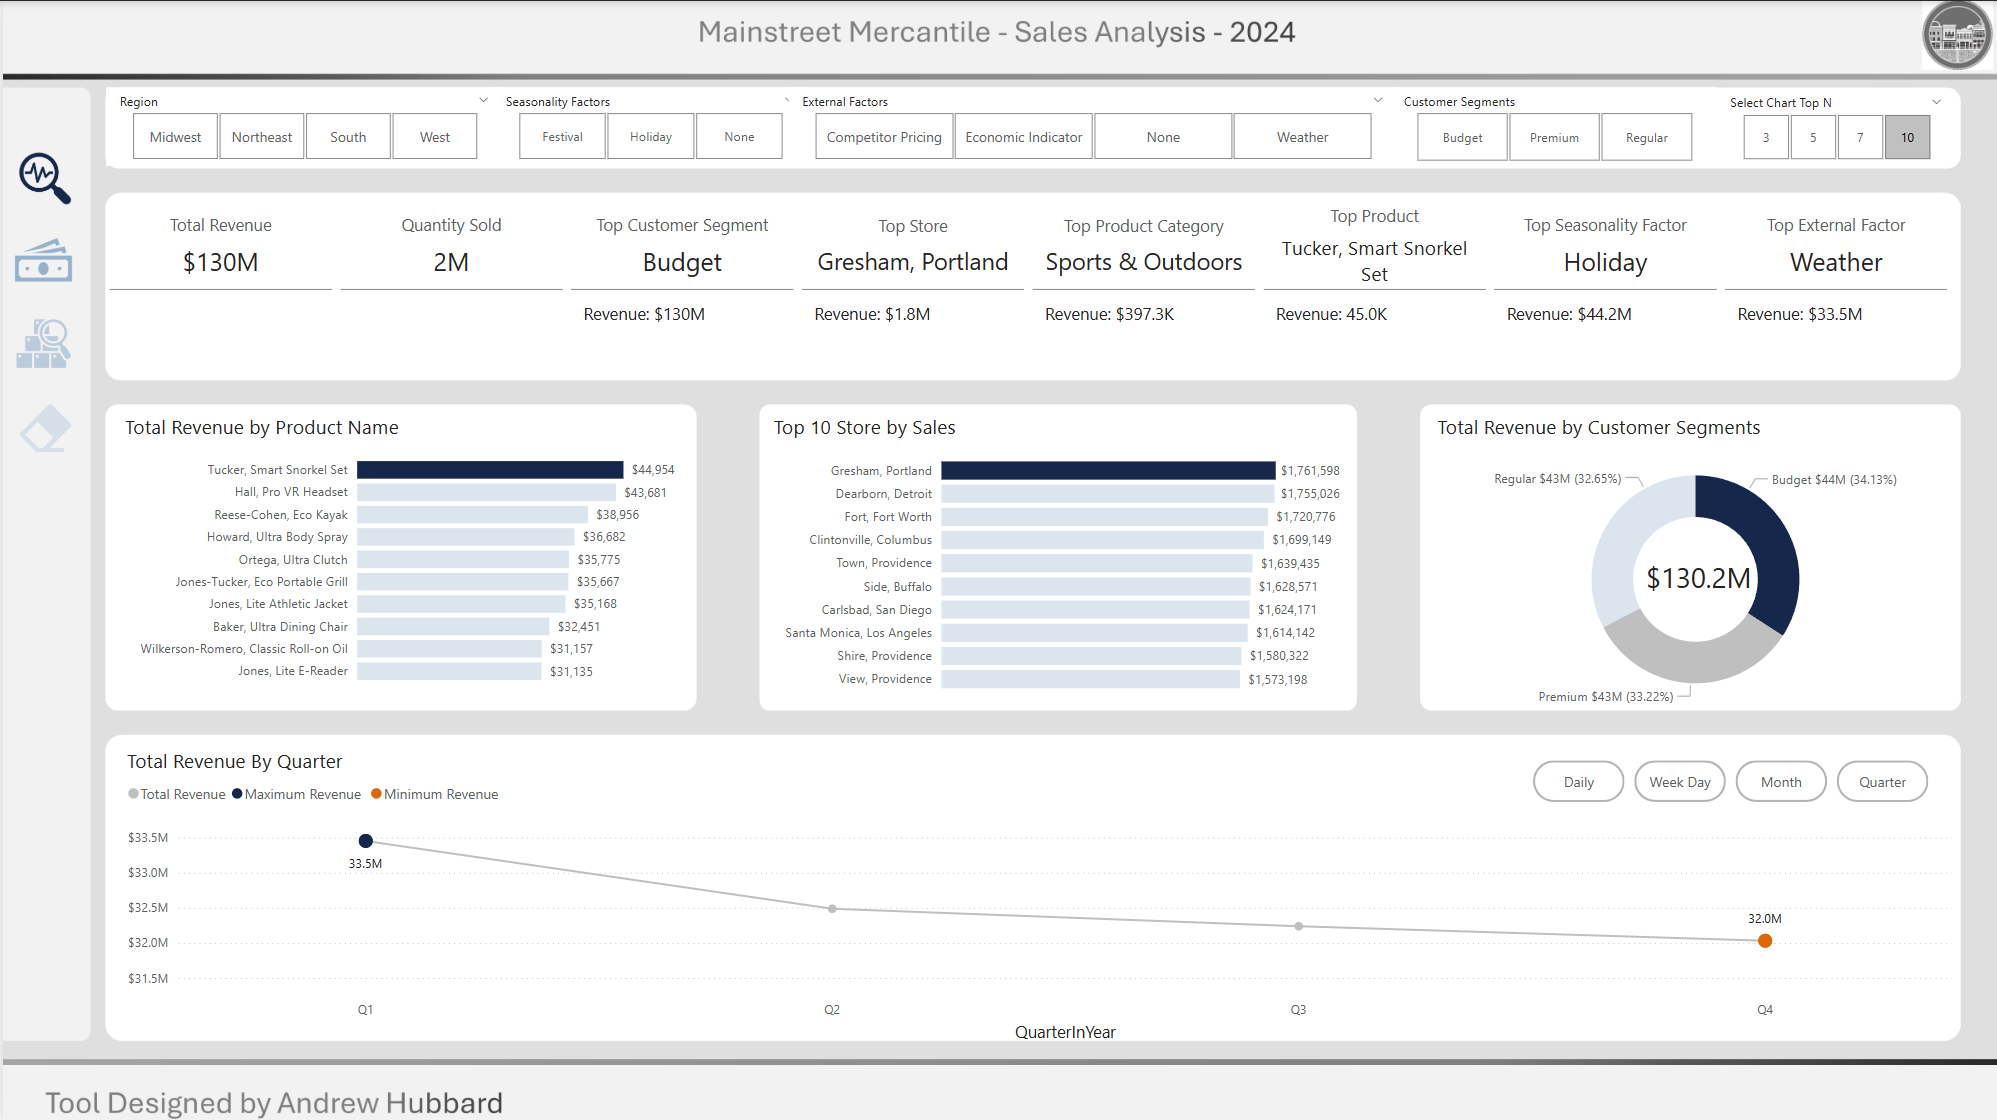 Mainstreet Mercantile - Sales Analysis - 2024
Region
Midwest
Northeast
South
West
Seasonality Factors
Festival
Holiday
None
External Factors
Competitor Pricing
Economic Indicator
None
Weather
Customer Segments
Budget
Premium
Regular
Select Chart Top N
3
5
7
10
Total Revenue
$130M
Quantity Sold
2M
Top Customer Segment
Budget
Revenue: $130M
Top Store
Gresham, Portland
Revenue: $1.8M
Top Product Category
Sports & Outdoors
Revenue: $397.3K
Top Product
Tucker, Smart Snorkel
Set
Revenue: 45.0K
Top Seasonality Factor
Holiday
Revenue: $44.2M
Top External Factor
Weather
Revenue: $33.5M
Total Revenue by Product Name
Tucker, Smart Snorkel Set $44,954
Hall, Pro VR Headset $43,681
Reese-Cohen, Eco Kayak $38,956
Howard, Ultra Body Spray $36,682
Ortega, Ultra Clutch $35,775
Jones-Tucker, Eco Portable Grill $35,667
Jones, Lite Athletic Jacket $35,168
Baker, Ultra Dining Chair $32,451
Wilkerson-Romero, Classic Roll-on Oil $31,157
Jones, Lite E-Reader $31,135
Top 10 Store by Sales
Gresham, Portland $1,761,598
Dearborn, Detroit $1,755,026
Fort, Fort Worth $1,720,776
Clintonville, Columbus $1,699,149
Town, Providence $1,639,435
Side, Buffalo $1,628,571
Carlsbad, San Diego $1,624,171
Santa Monica, Los Angeles $1,614,142
Shire, Providence $1,580,322
View, Providence $1,573,198
Total Revenue by Customer Segments
Regular $43M (32.65%)
Budget $44M (34.13%)
$130.2M
Premium $43M (33.22%)
Total Revenue By Quarter
Total Revenue Maximum Revenue Minimum Revenue
Daily
Week Day
Month
Quarter
$33.5M
$33.0M
$32.5M
$32.0M
$31.5M
33.5M
32.0M
Q1
Q2
Q3
Q4
QuarterInYear
Tool Designed by Andrew Hubbard